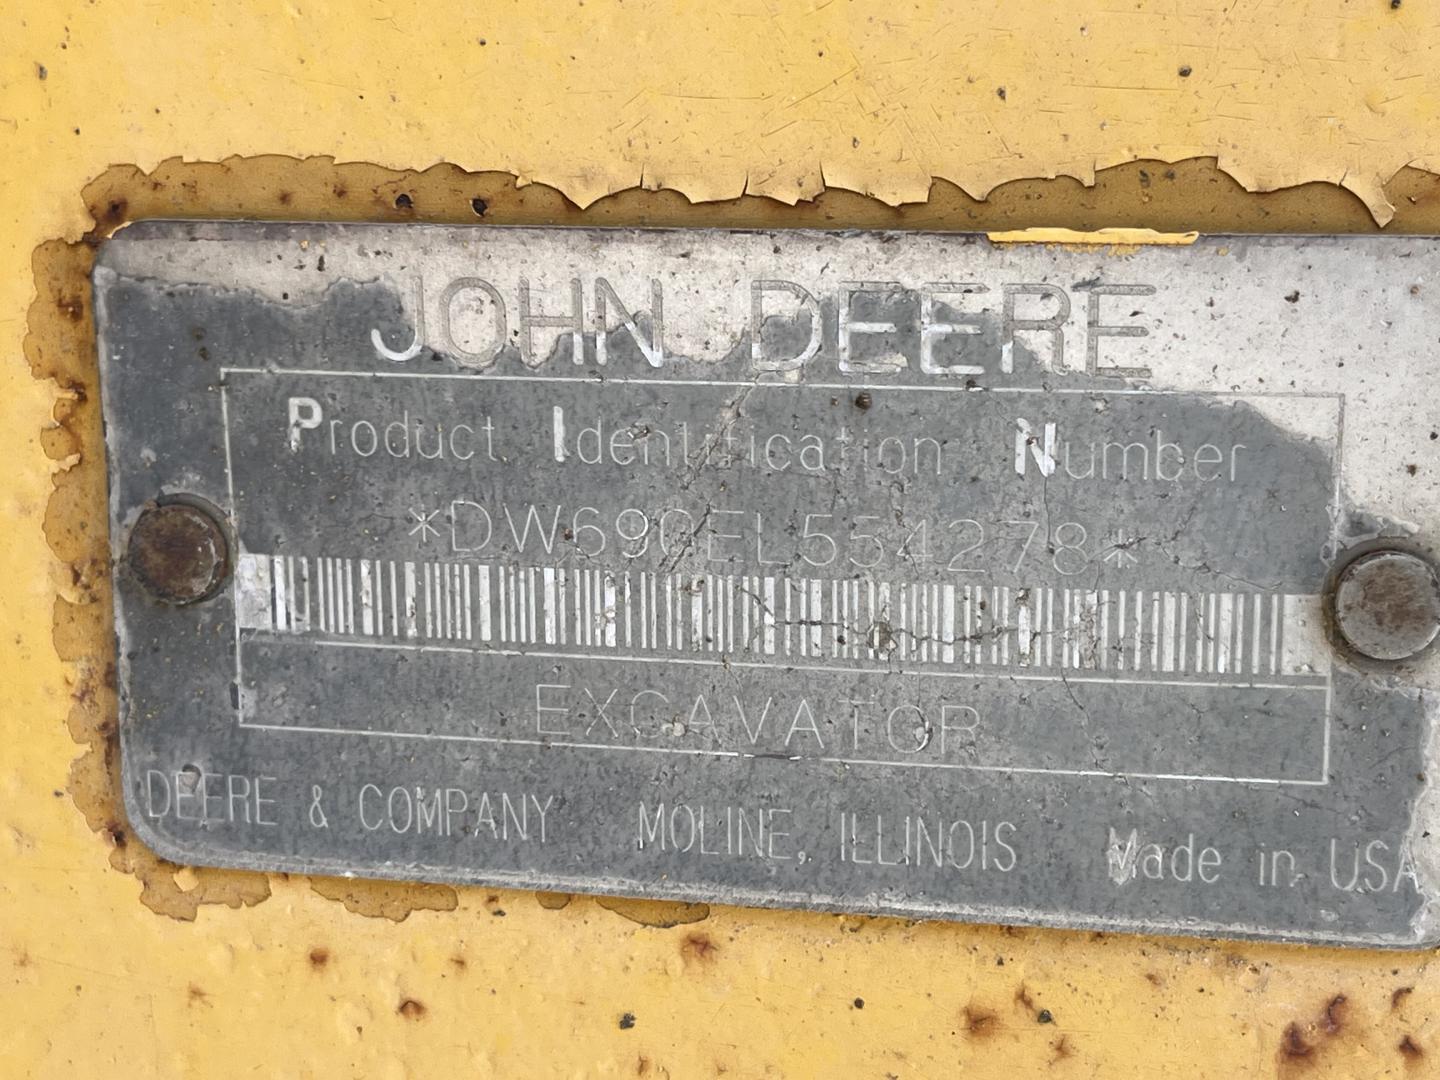 JOHN DEERE
Product Identification Number
*DW690EL554278*
EXCAVATOR
DEERE & COMPANY MOLINE, ILLINOIS Made in USA